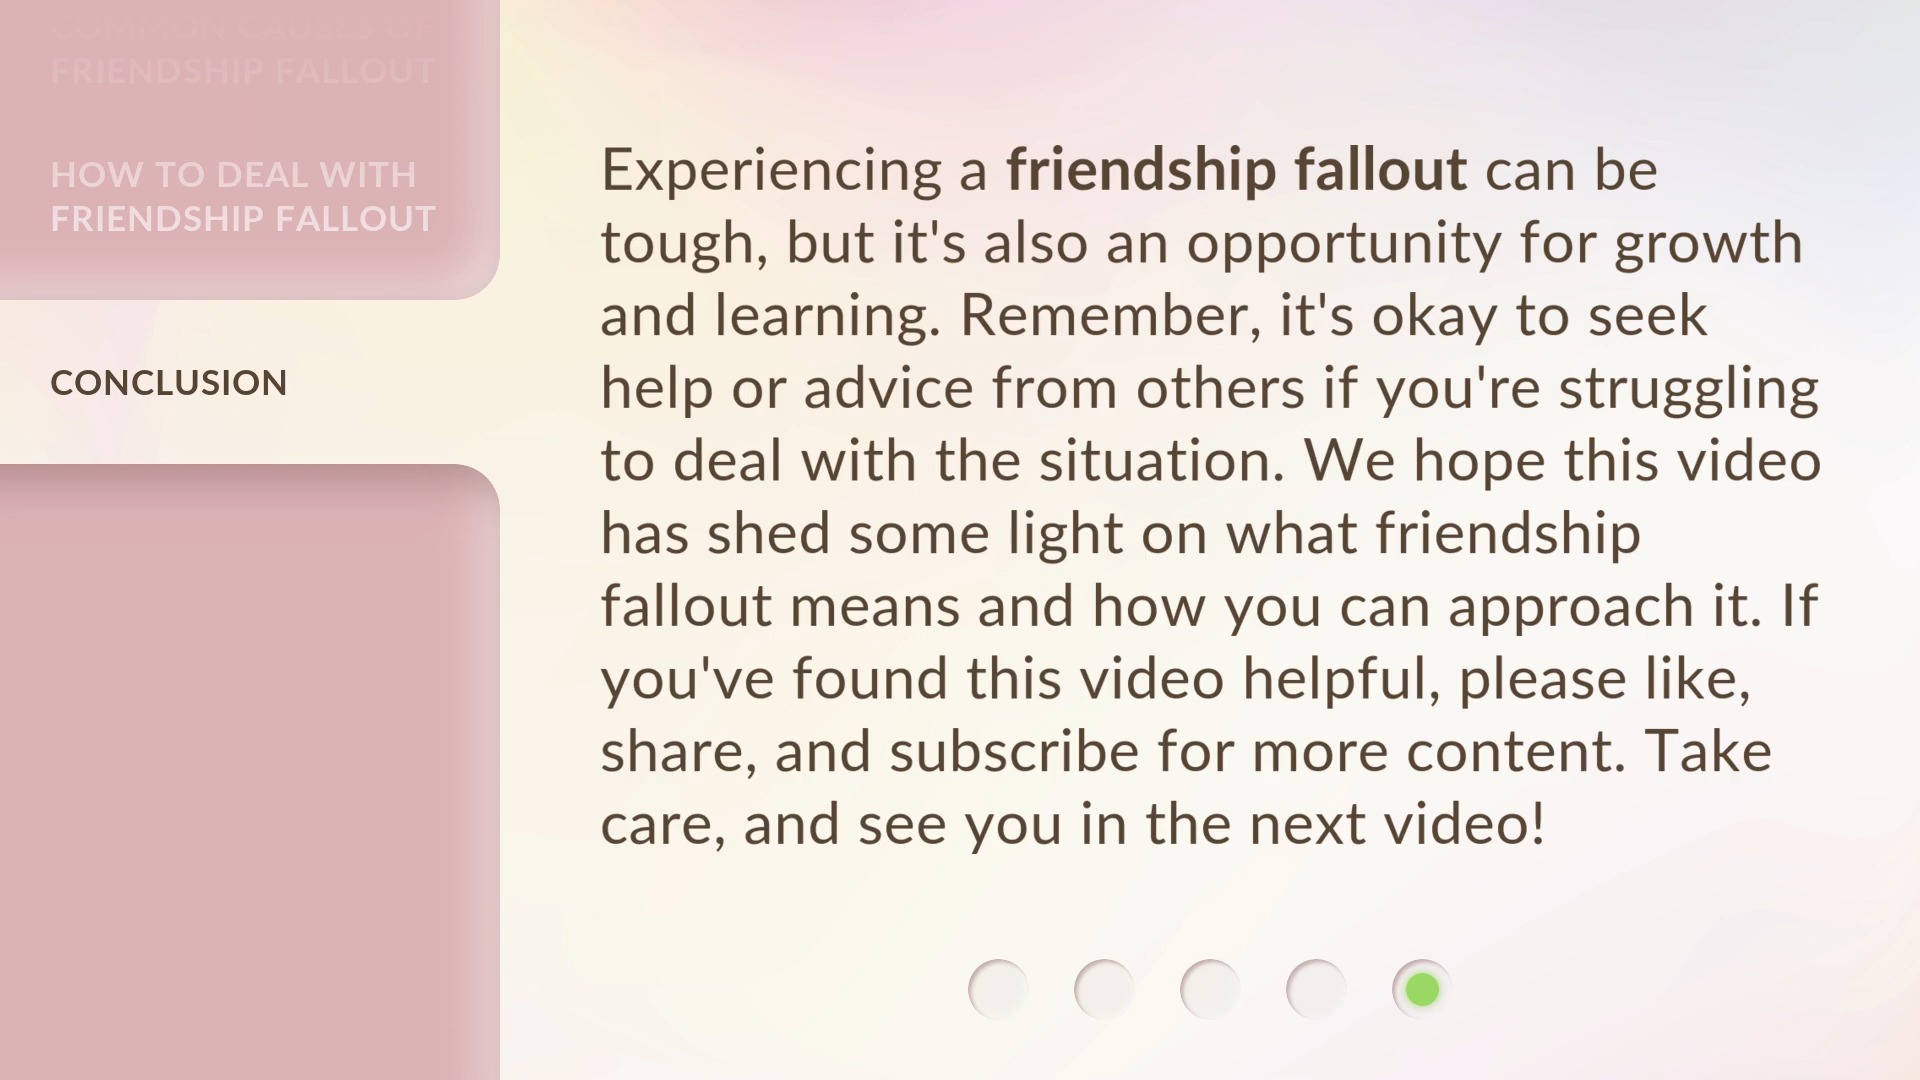 COMMON CAUSES OF
FRIENDSHIP FALLOUT
HOW TO DEAL WITH
FRIENDSHIP FALLOUT
CONCLUSION
Experiencing a friendship fallout can be
tough, but it's also an opportunity for growth
and learning. Remember, it's okay to seek
help or advice from others if you're struggling
to deal with the situation. We hope this video
has shed some light on what friendship
fallout means and how you can approach it. If
you've found this video helpful, please like,
share, and subscribe for more content. Take
care, and see you in the next video!